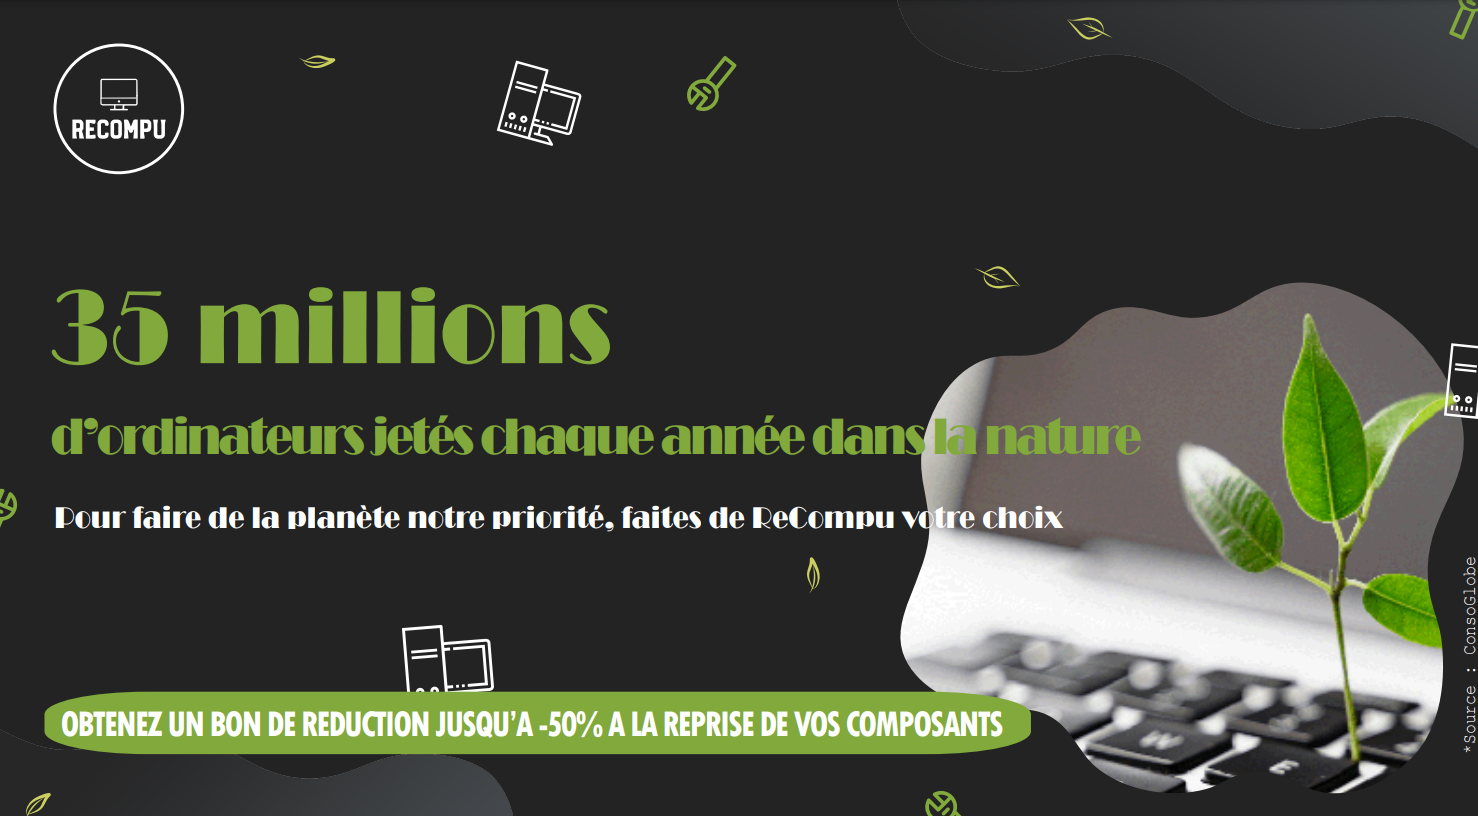 RECOMPU
35 millions
d'ordinateurs jetés chaque année dans la nature
Pour faire de la planète notre priorité, faites de ReCompu votre choix
OBTENEZ UN BON DE REDUCTION JUSQU'A -50% A LA REPRISE DE VOS COMPOSANTS
W
E
*Source : ConsoGlobe